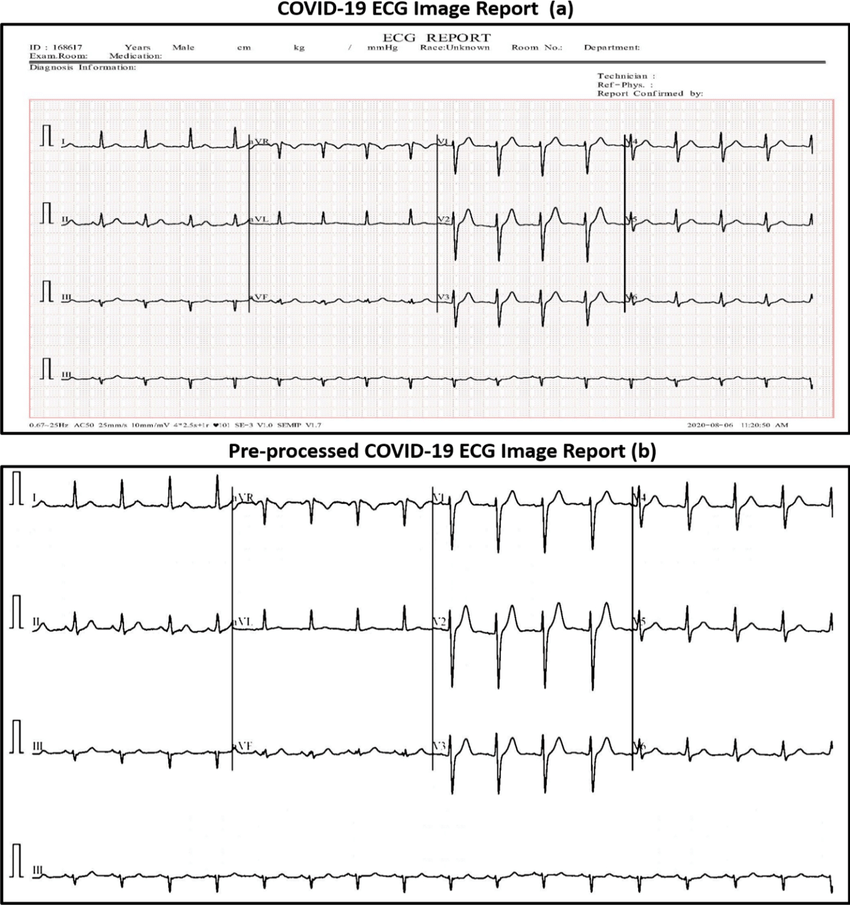 COVID-19 ECG Image Report (a)
ECG REPORT
ID : 168617 Years Male cm kg / mmHg Race:Unknown Room No.: Department:
Exam.Room: Medication:
Diagnosis Information:
Technician :
Ref-Phys. :
Report Confirmed by:
I aVR V1 V4
II aVL V2 V5
III aVF V3 V6
III
0.67~25Hr AC50 25mm/s 10mm/mV 4*2.5s+1r SE-3 V1.0 SEMIP V1.7 2020-08-06 11:20:50 AM
Pre-processed COVID-19 ECG Image Report (b)
I aVR V1 V4
II aVL V2 V5
III aVF V3 V6
III